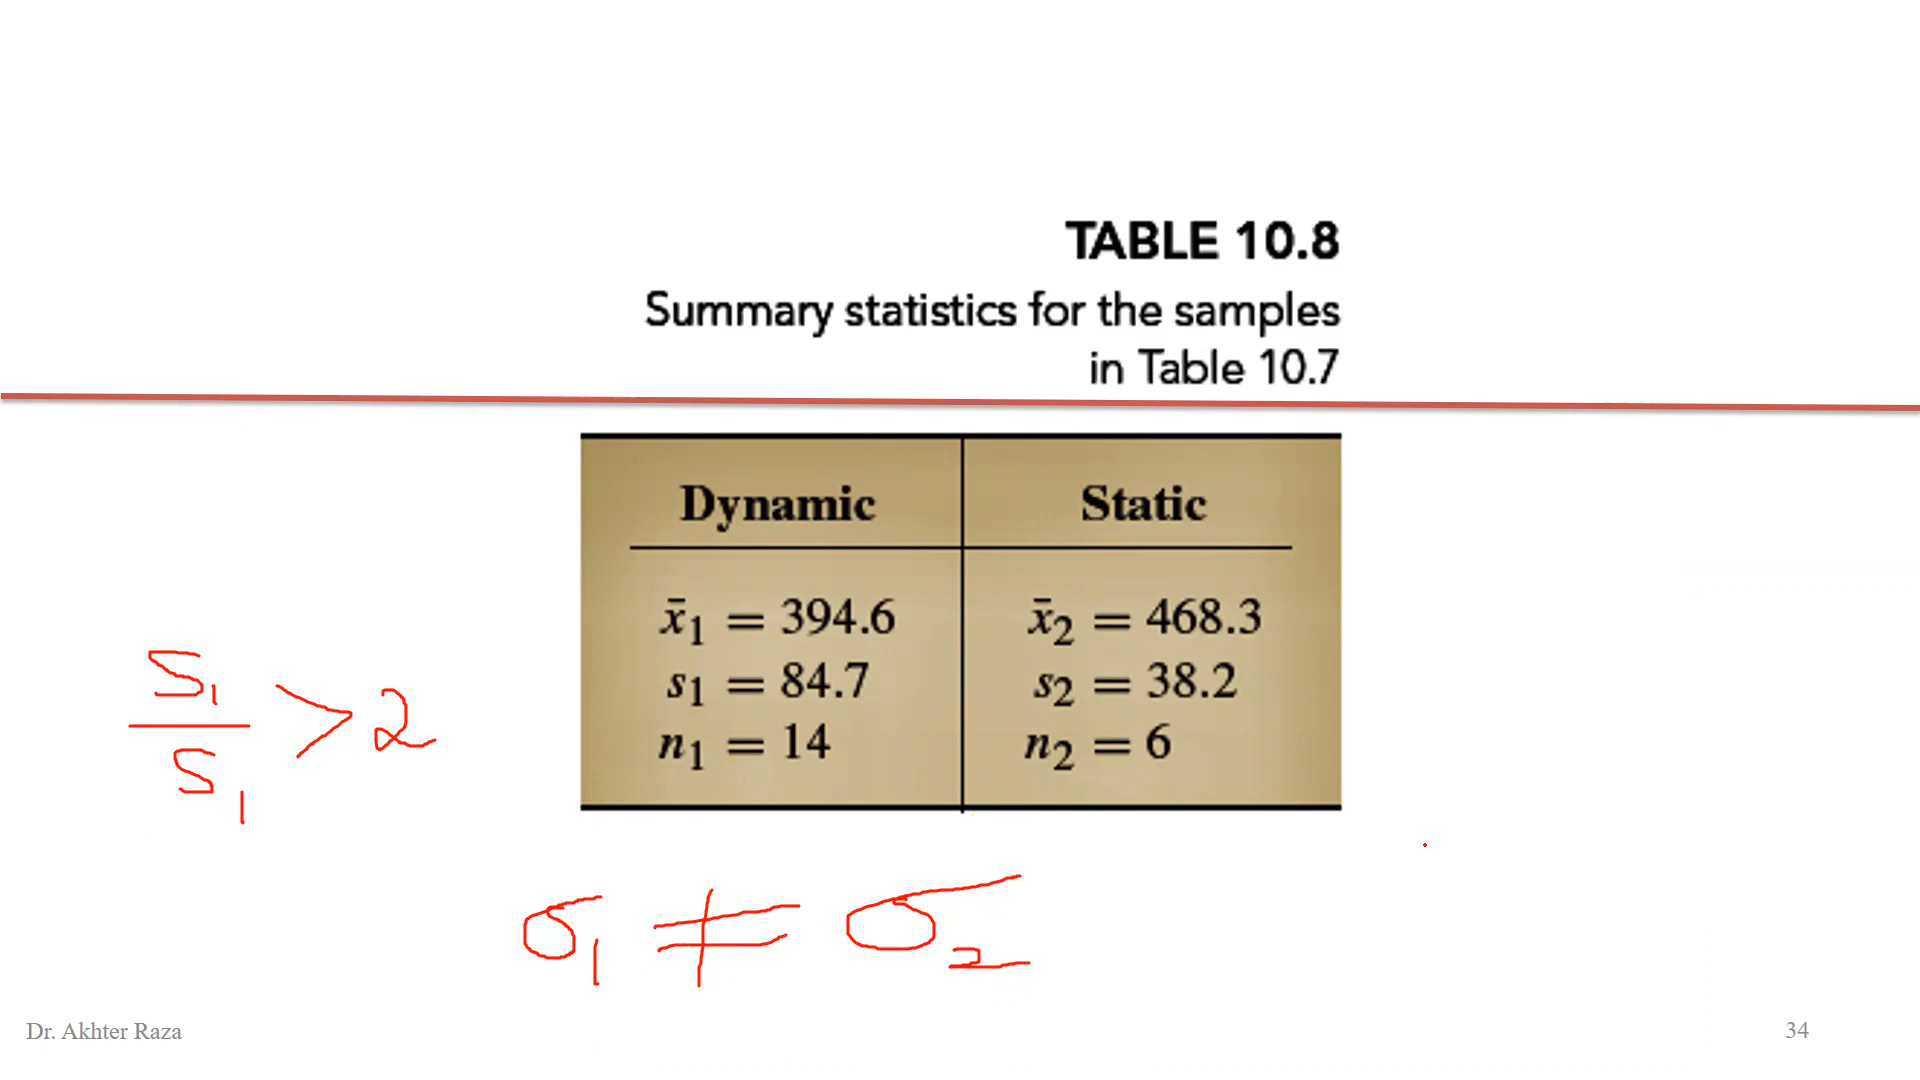 TABLE 10.8
Summary statistics for the samples
in Table 10.7
Dynamic Static
x̄1 = 394.6 x̄2 = 468.3
s1 = 84.7 s2 = 38.2
n1 = 14 n2 = 6
S1/S1 > 2
σ1 ≠ σ2
Dr. Akhter Raza 34